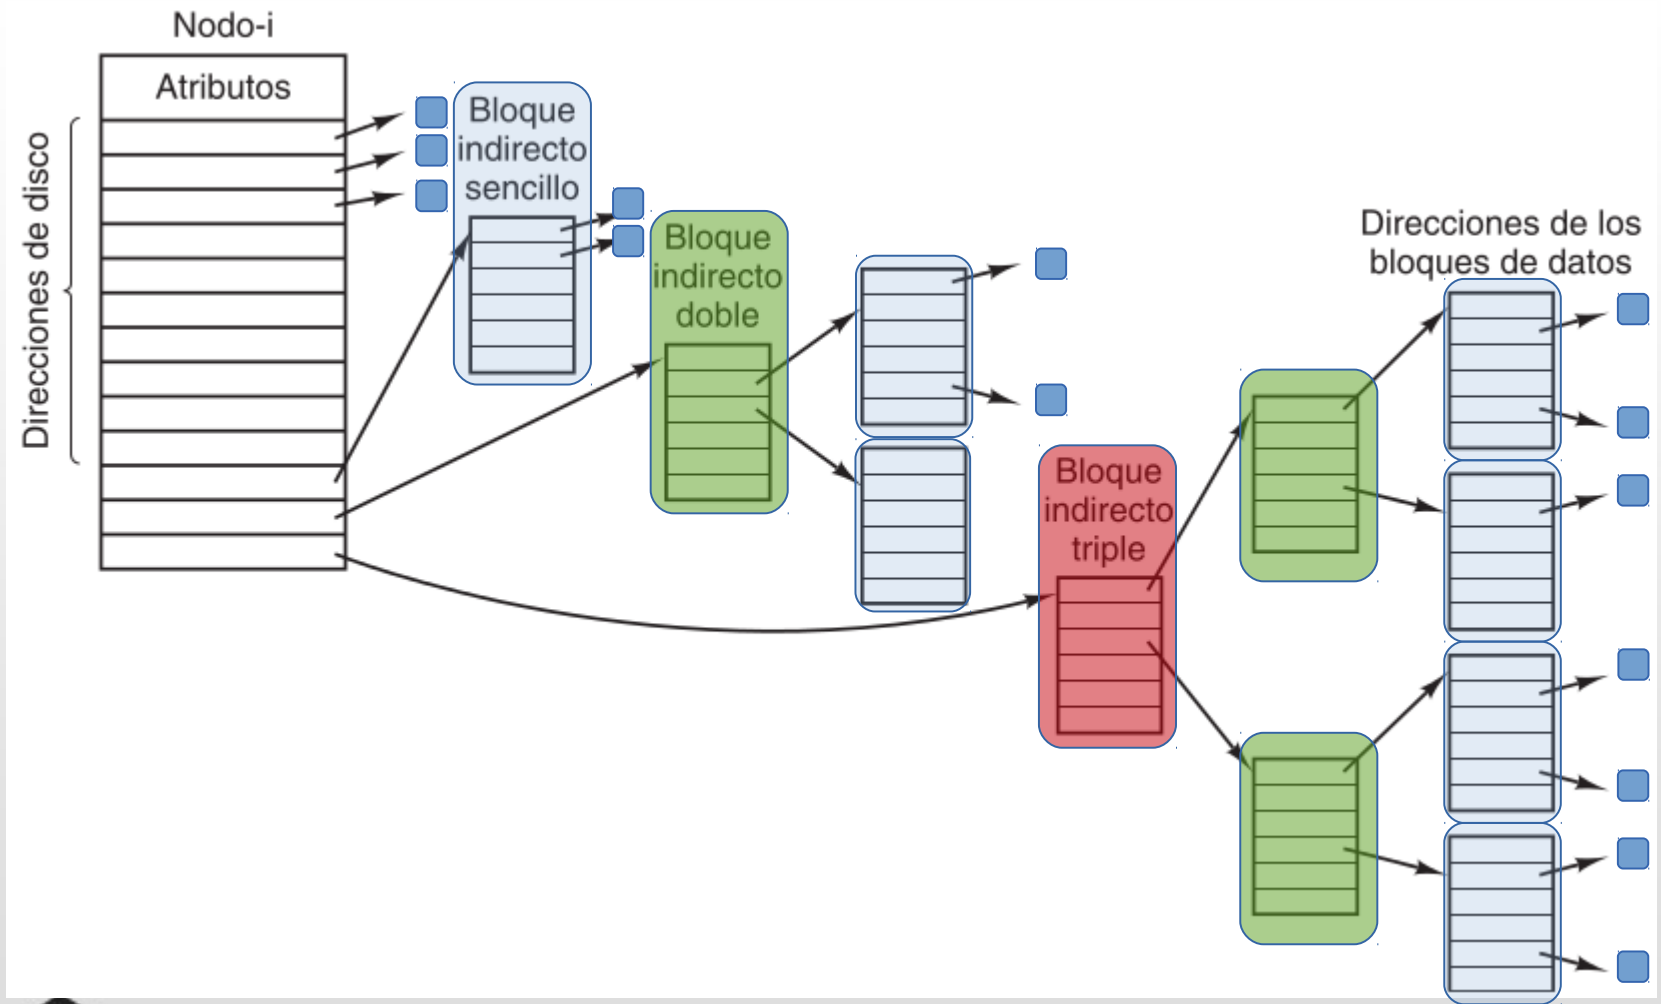 Nodo-i
Atributos
Direcciones de disco
Bloque
indirecto
sencillo
Bloque
indirecto
doble
Bloque
indirecto
triple
Direcciones de los
bloques de datos